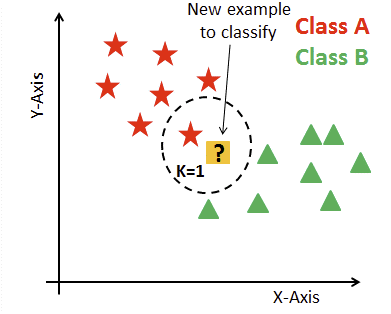 New example
to classify
Class A
Class B
Y-Axis
?
K=1
X-Axis